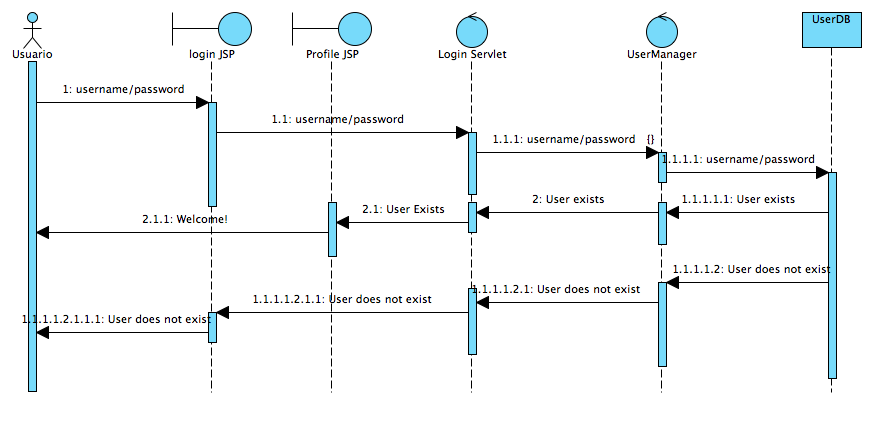 UserDB
Usuario
login JSP
Profile JSP
Login Servlet
UserManager
1: username/password
1.1: username/password
1.1.1: username/password {}
1.1.1.1: username/password
1.1.1.1.1: User exists
2: User exists
2.1: User Exists
2.1.1: Welcome!
1.1.1.1.2: User does not exist
1.1.1.1.2.1: User does not exist
1.1.1.1.2.1.1: User does not exist
1.1.1.1.2.1.1.1: User does not exist